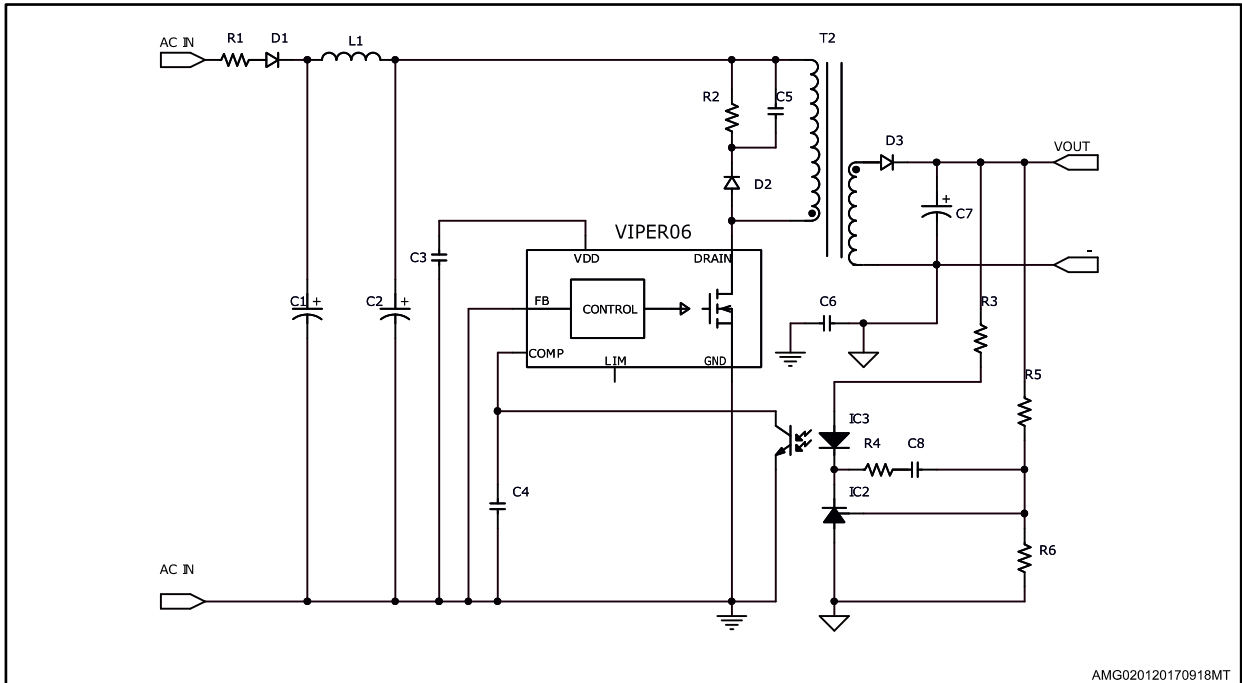 AC IN
R1
D1
L1
T2
R2
C5
D3
VOUT
D2
C7
VIPER06
C3
VDD
DRAIN
-
C1 +
C2 +
+
FB
CONTROL
C6
R3
COMP
LIM
GND
R5
IC3
R4
C8
C4
IC2
R6
AC IN
AMG020120170918MT